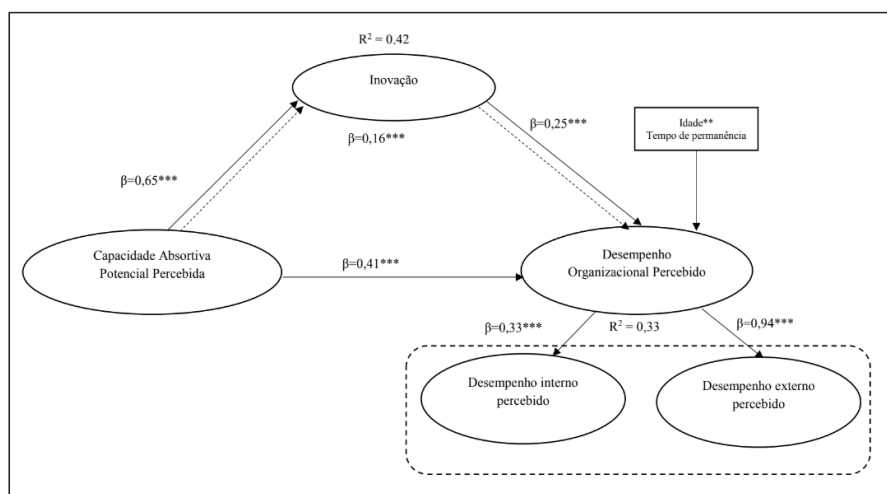 R² = 0,42
Inovação
β=0,25***
Idade**
Tempo de permanência
β=0,16***
β=0,65***
Capacidade Absortiva
Potencial Percebida
Desempenho
Organizacional Percebido
β=0,41***
β=0,33***
R² = 0,33
β=0,94***
Desempenho interno
percebido
Desempenho externo
percebido